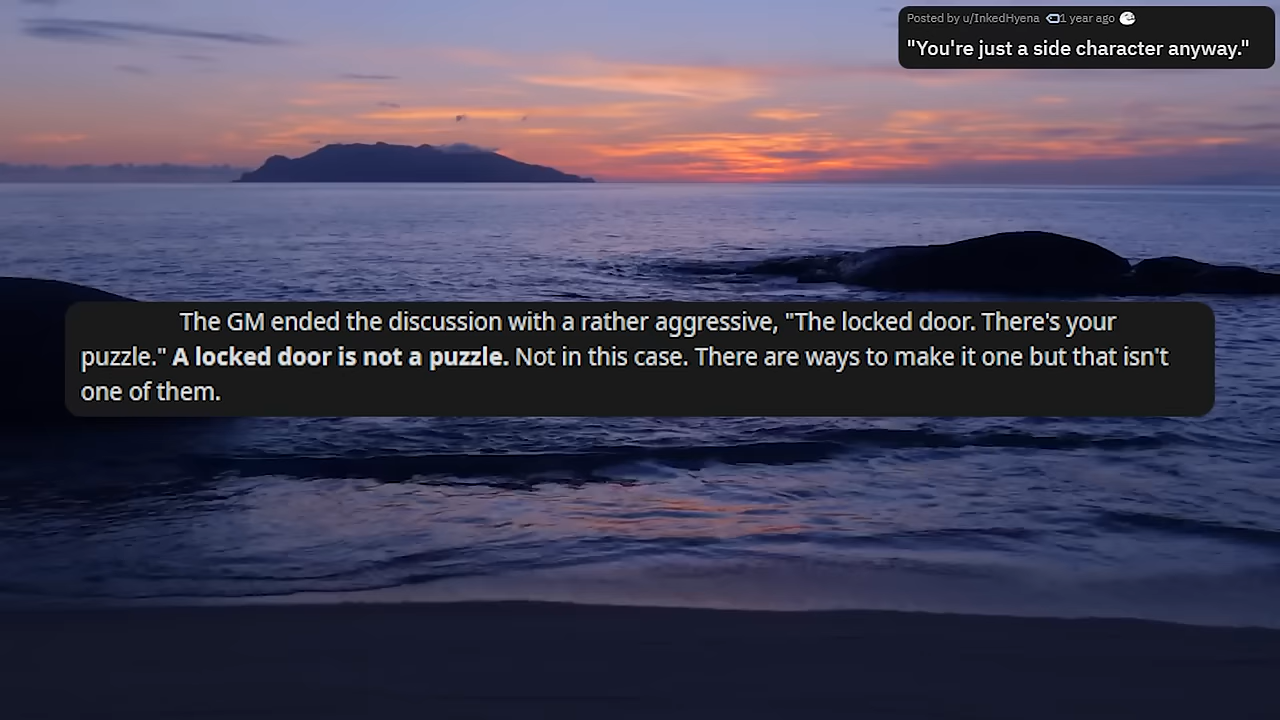 Posted by u/InkedHyena 1 year ago
"You're just a side character anyway."
The GM ended the discussion with a rather aggressive, "The locked door. There's your
puzzle." A locked door is not a puzzle. Not in this case. There are ways to make it one but that isn't
one of them.